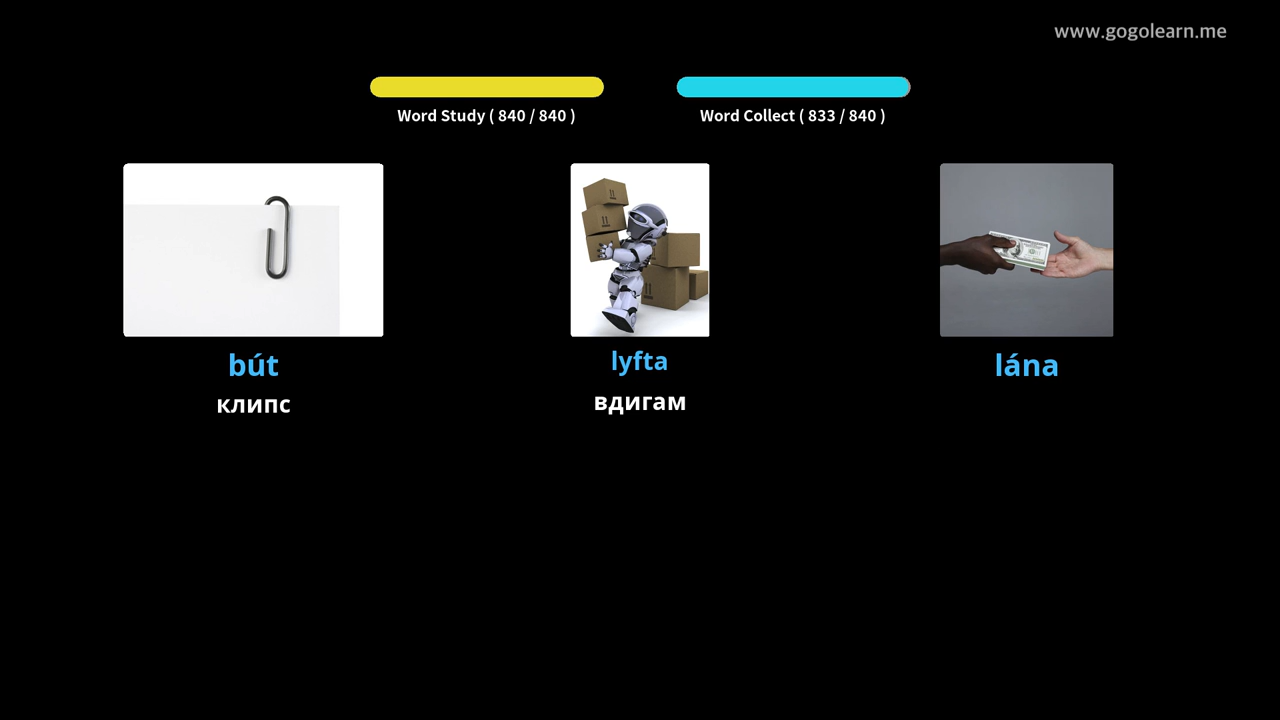 www.gogolearn.me
Word Study ( 840 / 840 )
Word Collect ( 833 / 840 )
bút
клипс
lyfta
вдигам
lána